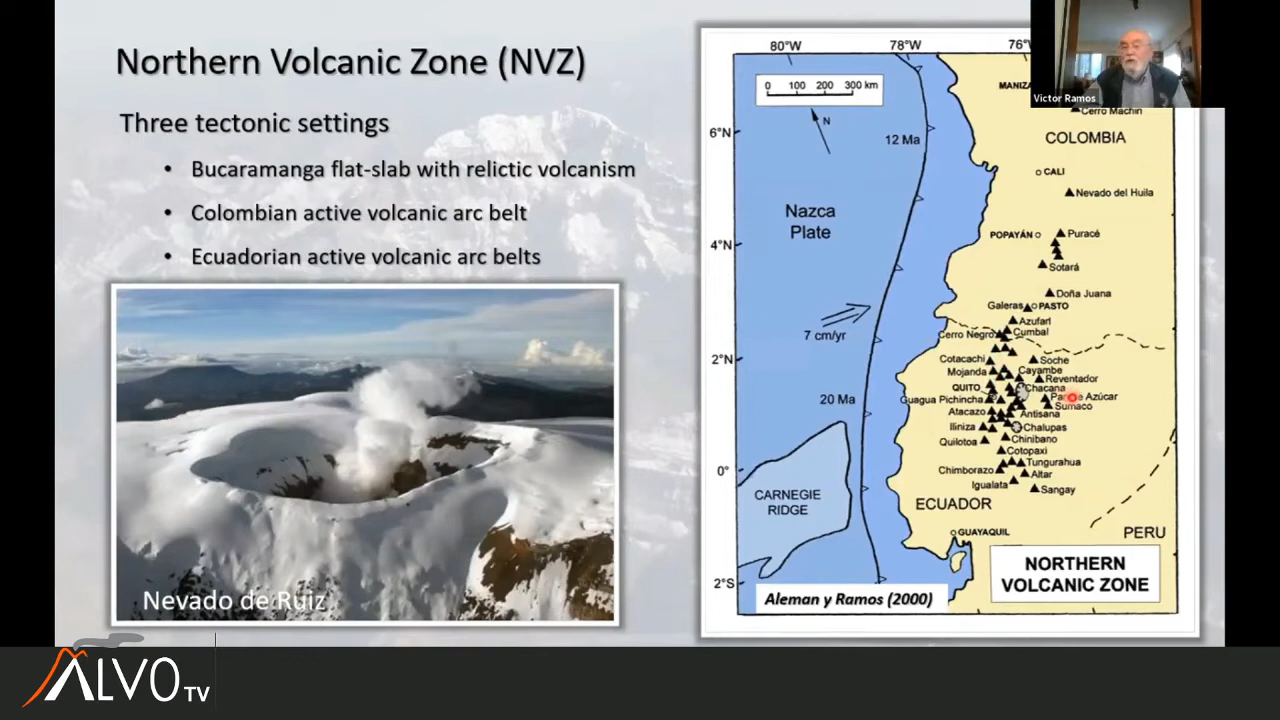 Northern Volcanic Zone (NVZ)
Three tectonic settings
• Bucaramanga flat-slab with relictic volcanism
• Colombian active volcanic arc belt
• Ecuadorian active volcanic arc belts
Nevado de Ruiz
80°W
78°W
76°
0 100 200 300 km
N
MANIZA
Victor Ramos
Cerro Machin
6°N
12 Ma
COLOMBIA
CALI
Nevado del Huila
Nazca
Plate
POPAYÁN
Puracé
4°N
Sotará
Doña Juana
Galeras
PASTO
Azufarl
7 cm/yr
Cerro Negro
Cumbal
2°N
Cotacachi
Soche
Mojanda
Cayambe
Reventador
QUITO
Chacana
20 Ma
Guagua Pichincha
Azúcar
Sumaco
Atacazo
Antisana
Iliniza
Chalupas
Quilotoa
Chinibano
Cotopaxi
0°
Chimborazo
Tungurahua
Altar
Igualata
Sangay
CARNEGIE
RIDGE
ECUADOR
GUAYAQUIL
PERU
NORTHERN
VOLCANIC ZONE
2°S
Aleman y Ramos (2000)
ALVO TV